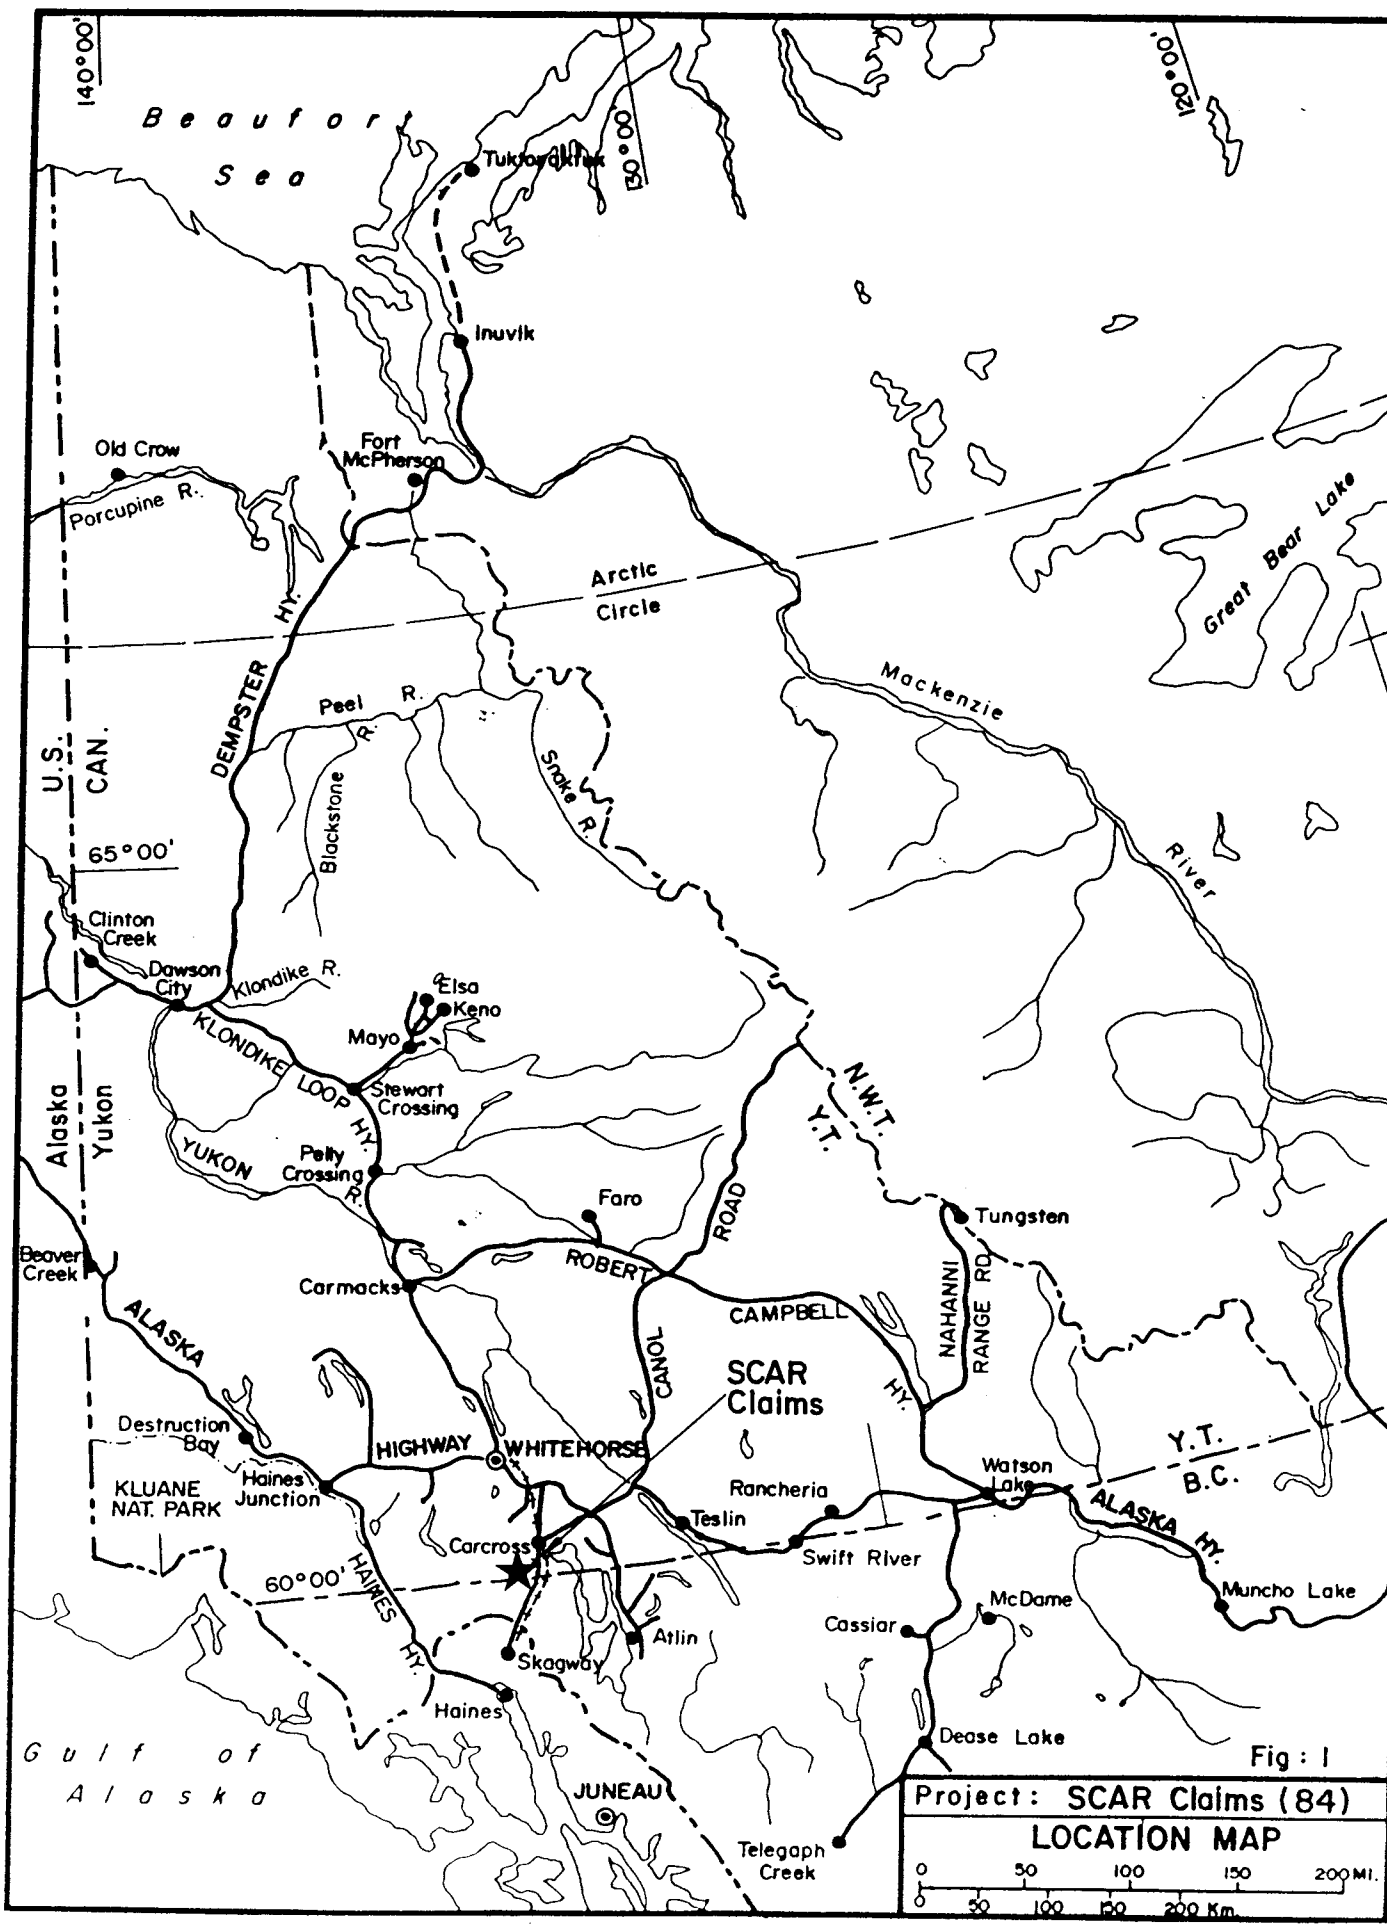 140°00'
130°00'
120°00'
Beaufort
Sea
Tuktoyaktuk
Inuvik
Old Crow
Fort
McPherson
Porcupine R.
Great Bear Lake
Arctic
Circle
DEMPSTER HY.
Mackenzie
River
Peel R.
Blackstone R.
Snake R.
U.S.
CAN.
65°00'
Clinton
Creek
Dawson
City
Klondike R.
Elsa
Keno
Mayo
KLONDIKE LOOP HY.
Stewart
Crossing
Alaska
Yukon
N.W.T.
Y.T.
YUKON R.
Pelly
Crossing
Faro
ROAD
Tungsten
Beaver
Creek
Carmacks
ROBERT
CAMPBELL
HY.
NAHANNI
RANGE RD.
ALASKA
CANOL
SCAR
Claims
Destruction
Bay
HIGHWAY
WHITEHORSE
Y.T.
B.C.
KLUANE
NAT. PARK
Haines
Junction
Watson
Lake
Rancheria
Teslin
ALASKA HY.
Carcross
Swift River
60°00'
HAINES HY.
Muncho Lake
McDame
Cassiar
Atlin
Skagway
Haines
Dease Lake
Gulf of
Alaska
JUNEAU
Telegaph
Creek
Fig: 1
Project: SCAR Claims (84)
LOCATION MAP
0 50 100 150 200 MI.
0 50 100 150 200 Km.